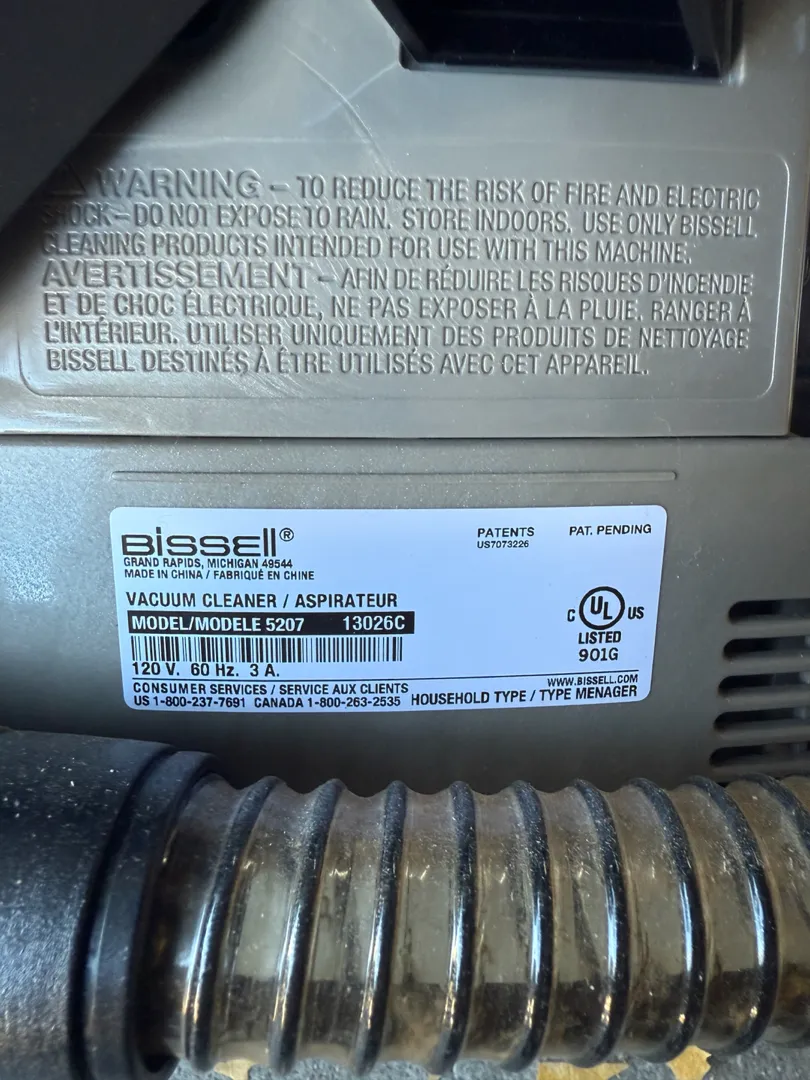 ⚠ WARNING – TO REDUCE THE RISK OF FIRE AND ELECTRIC
SHOCK – DO NOT EXPOSE TO RAIN. STORE INDOORS. USE ONLY BISSELL
CLEANING PRODUCTS INTENDED FOR USE WITH THIS MACHINE.
AVERTISSEMENT – AFIN DE RÉDUIRE LES RISQUES D'INCENDIE
ET DE CHOC ÉLECTRIQUE, NE PAS EXPOSER À LA PLUIE. RANGER À
L'INTÉRIEUR. UTILISER UNIQUEMENT DES PRODUITS DE NETTOYAGE
BISSELL DESTINÉS À ÊTRE UTILISÉS AVEC CET APPAREIL.
BISSELL®
PATENTS PAT. PENDING
US7073226
GRAND RAPIDS, MICHIGAN 49544
MADE IN CHINA / FABRIQUÉ EN CHINE
VACUUM CLEANER / ASPIRATEUR
MODEL/MODELE 5207 13026C
C UL US
LISTED
901G
120 V. 60 Hz. 3 A.
CONSUMER SERVICES / SERVICE AUX CLIENTS
US 1-800-237-7691 CANADA 1-800-263-2535
WWW.BISSELL.COM
HOUSEHOLD TYPE / TYPE MENAGER